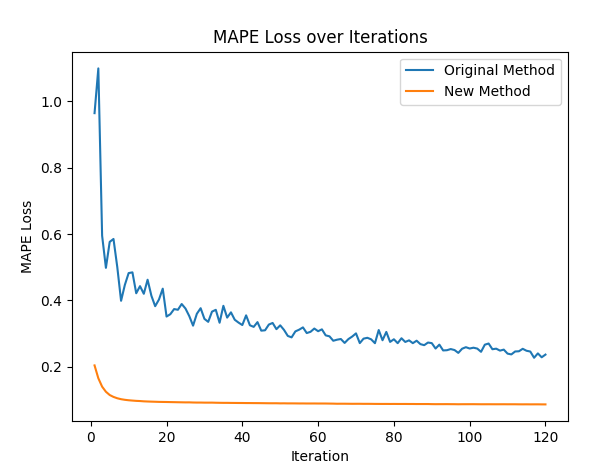 MAPE Loss over Iterations
Original Method
New Method
MAPE Loss
1.0
0.8
0.6
0.4
0.2
0 20 40 60 80 100 120
Iteration